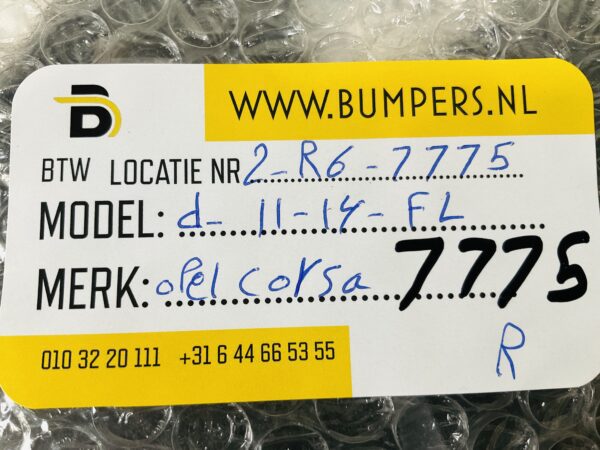 WWW.BUMPERS.NL
BTW LOCATIE NR 2-R6-7775
MODEL: d- 11-14-FL
MERK: opel corsa 7775
010 32 20 111 +31 6 44 66 53 55
R